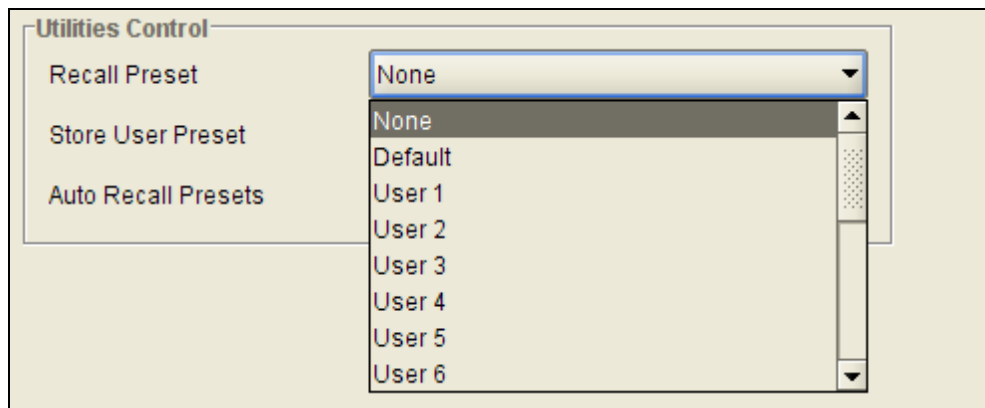 Utilities Control
Recall Preset None
None
Store User Preset
Default
Auto Recall Presets
User 1
User 2
User 3
User 4
User 5
User 6